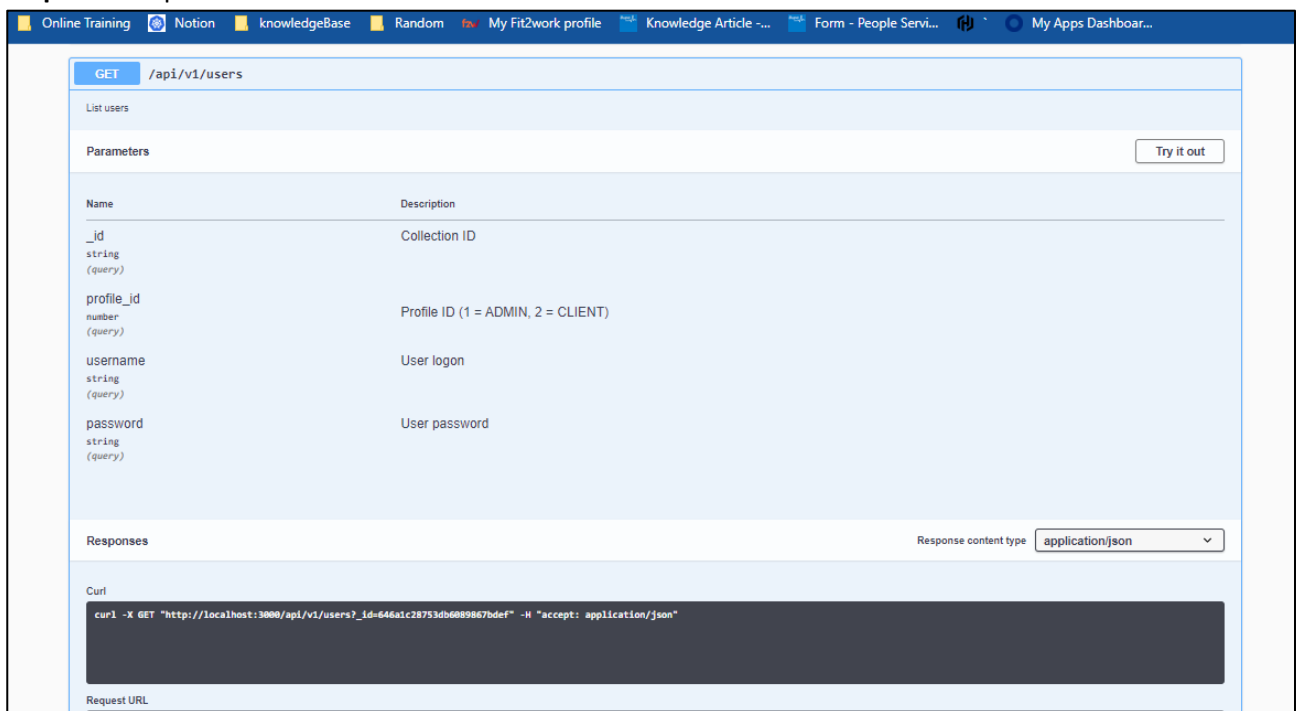 Online Training Notion knowledgeBase Random fzw My Fit2work profile Knowledge Article -... Form - People Servi... ` My Apps Dashboar...
GET /api/v1/users
List users
Parameters Try it out
Name Description
_id Collection ID
string
(query)
profile_id
number Profile ID (1 = ADMIN, 2 = CLIENT)
(query)
username User logon
string
(query)
password User password
string
(query)
Responses Response content type application/json
Curl
curl -X GET "http://localhost:3000/api/v1/users?_id=646a1c28753db6089867bdef" -H "accept: application/json"
Request URL